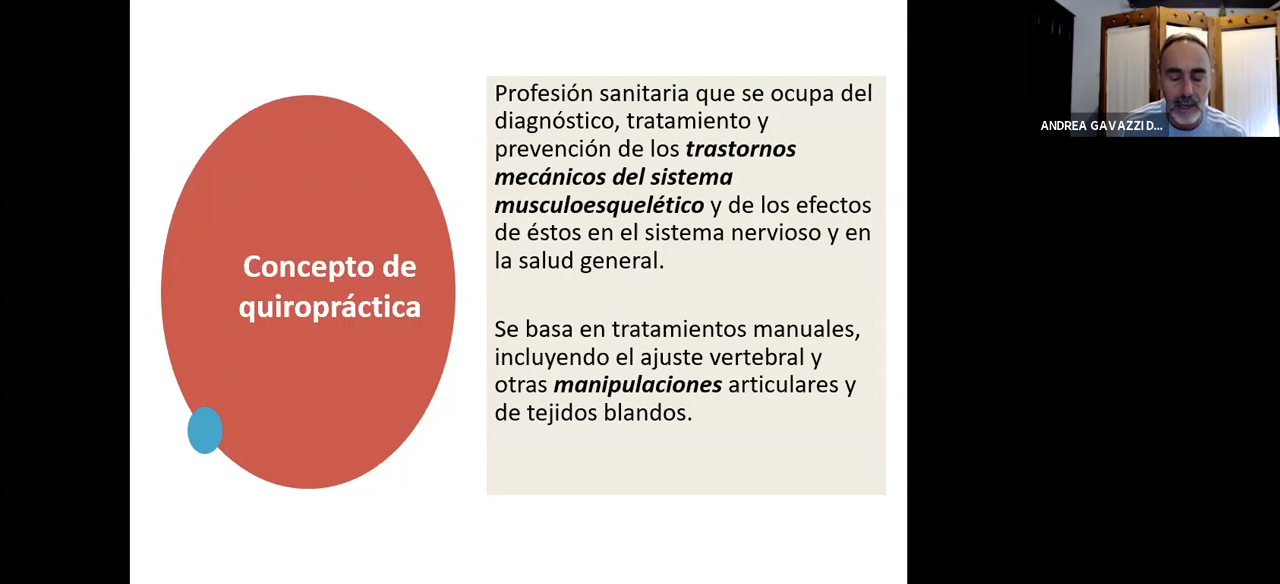 Concepto de
quiropráctica
Profesión sanitaria que se ocupa del
diagnóstico, tratamiento y
prevención de los trastornos
mecánicos del sistema
musculoesquelético y de los efectos
de éstos en el sistema nervioso y en
la salud general.
Se basa en tratamientos manuales,
incluyendo el ajuste vertebral y
otras manipulaciones articulares y
de tejidos blandos.
ANDREA GAVAZZI D...